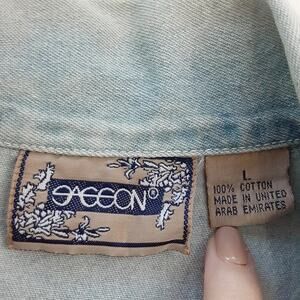 SASSON®
L
100% COTTON
MADE IN UNITED
ARAB EMIRATES